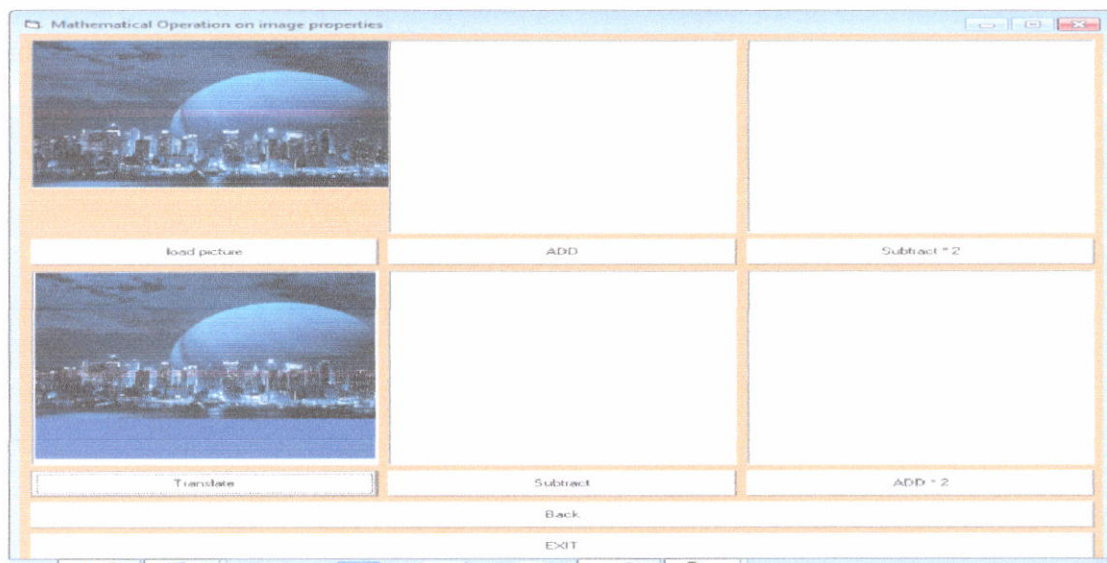 Mathematical Operation on image properties
load picture
ADD
Subtract * 2
Translate
Subtract
ADD * 2
Back
EXIT